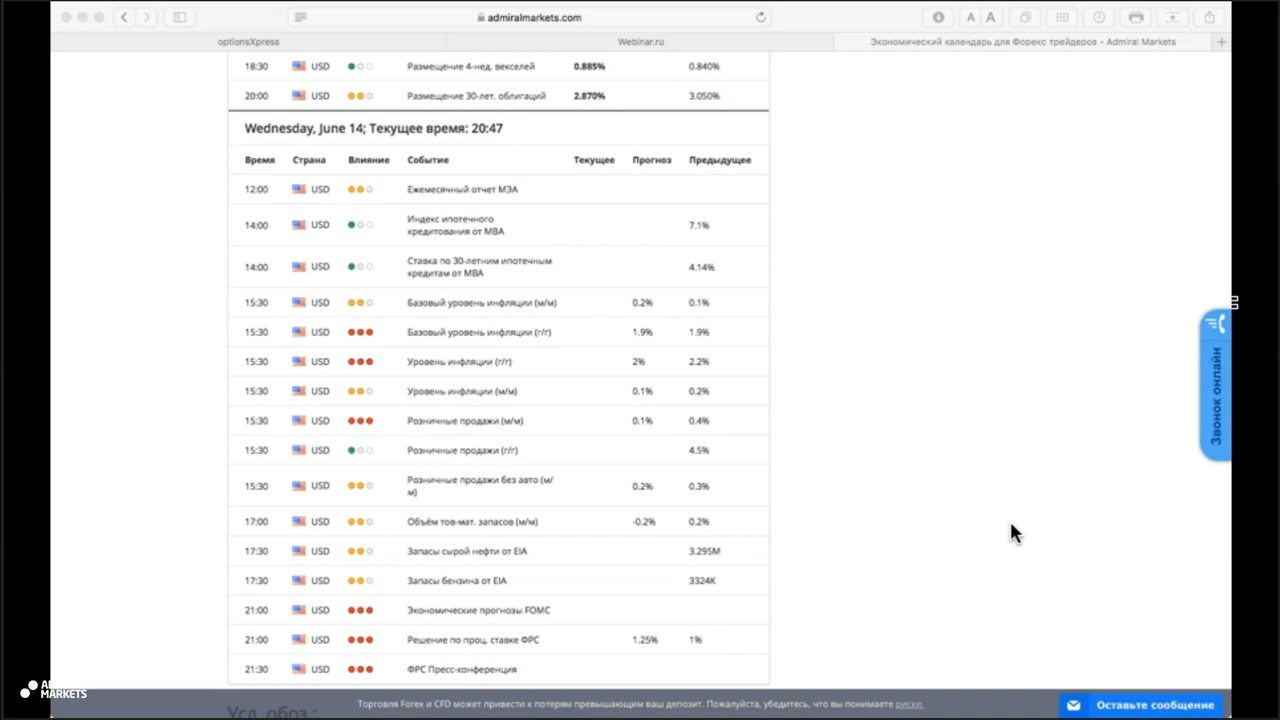 admiralmarkets.com
A A
optionsXpress Webinar.ru Экономический календарь для Форекс трейдеров – Admiral Markets
18:30 USD Размещение 4-нед. векселей 0.885% 0.840%
20:00 USD Размещение 30-лет. облигаций 2.870% 3.050%
Wednesday, June 14; Текущее время: 20:47
Время Страна Влияние Событие Текущее Прогноз Предыдущее
12:00 USD Ежемесячный отчет МЭА
14:00 USD Индекс ипотечного
кредитования от MBA 7.1%
14:00 USD Ставка по 30-летним ипотечным
кредитам от MBA 4.14%
15:30 USD Базовый уровень инфляции (м/м) 0.2% 0.1%
15:30 USD Базовый уровень инфляции (г/г) 1.9% 1.9%
15:30 USD Уровень инфляции (г/г) 2% 2.2%
15:30 USD Уровень инфляции (м/м) 0.1% 0.2%
15:30 USD Розничные продажи (м/м) 0.1% 0.4%
15:30 USD Розничные продажи (г/г) 4.5%
15:30 USD Розничные продажи без авто (м/
м) 0.2% 0.3%
17:00 USD Объём тов-мат. запасов (м/м) -0.2% 0.2%
17:30 USD Запасы сырой нефти от EIA 3.295M
17:30 USD Запасы бензина от EIA 3324K
21:00 USD Экономические прогнозы FOMC
21:00 USD Решение по проц. ставке ФРС 1.25% 1%
21:30 USD ФРС Пресс-конференция
Звонок онлайн
MARKETS
Торговля Forex и CFD может привести к потерям превышающим ваш депозит. Пожалуйста, убедитесь, что вы понимаете риски.
Оставьте сообщение
Усл. обоз.: